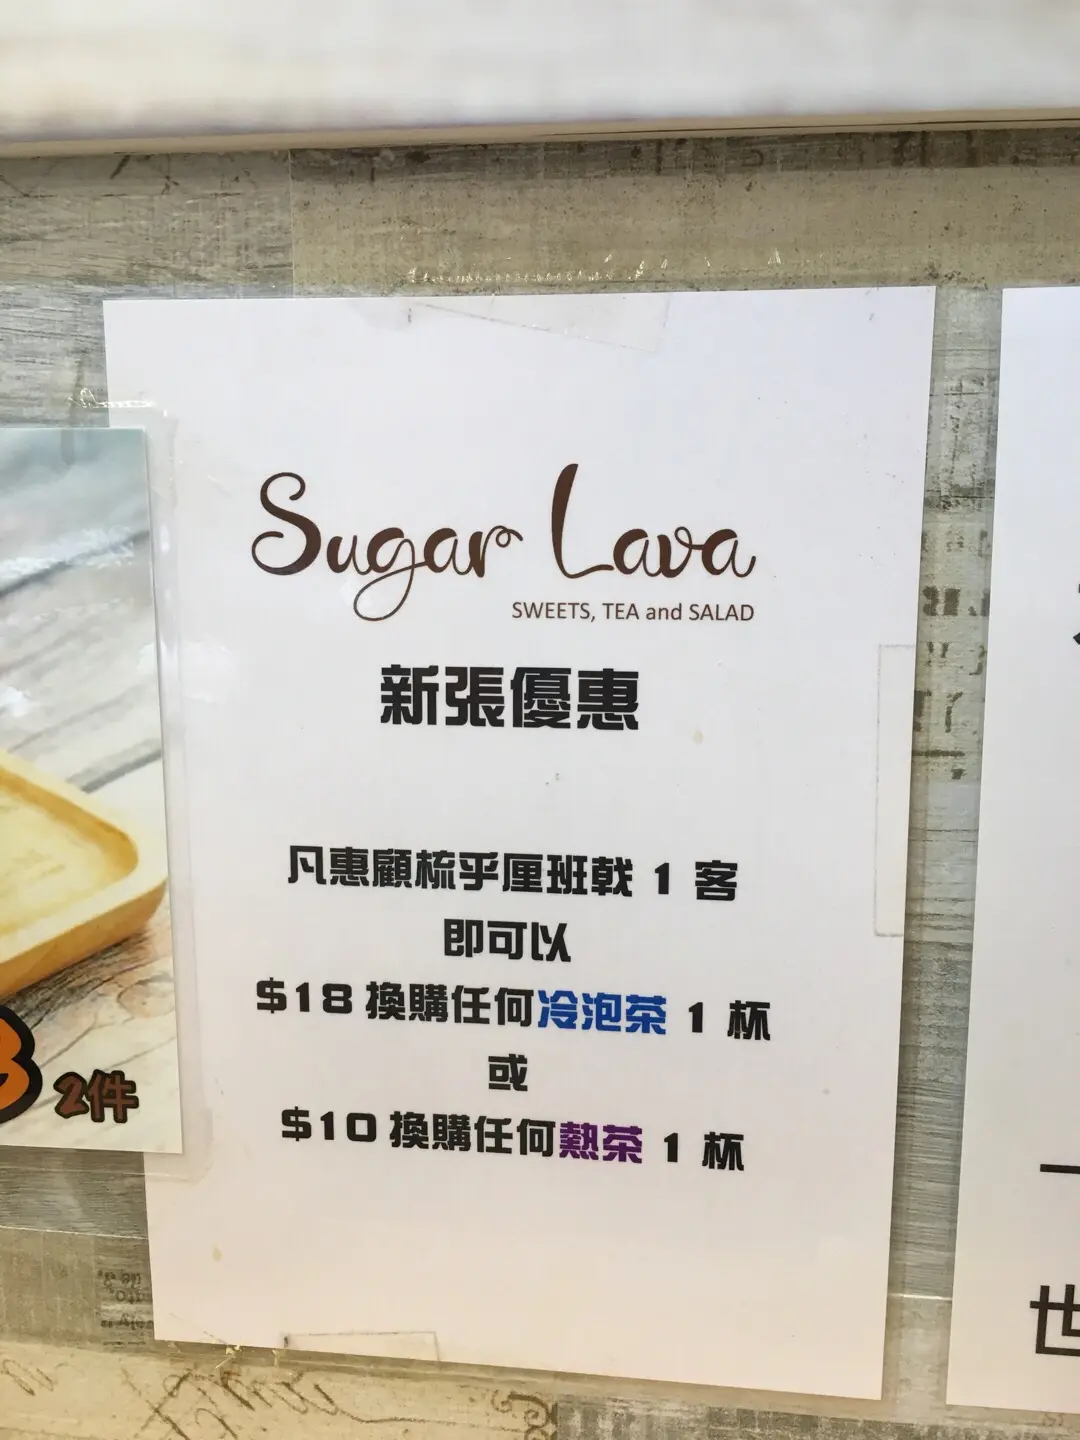 Sugar Lava
SWEETS, TEA and SALAD
新張優惠
凡惠顧梳乎厘班戟 1 客
即可以
$18 換購任何冷泡茶 1 杯
或
$10 換購任何熱茶 1 杯
2件
世